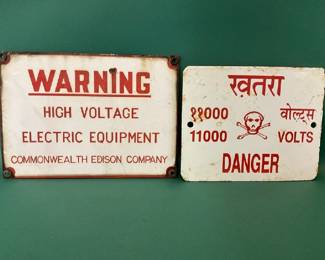 WARNING
HIGH VOLTAGE
ELECTRIC EQUIPMENT
COMMONWEALTH EDISON COMPANY
खतरा
११००० वोल्ट्स
11000 VOLTS
DANGER